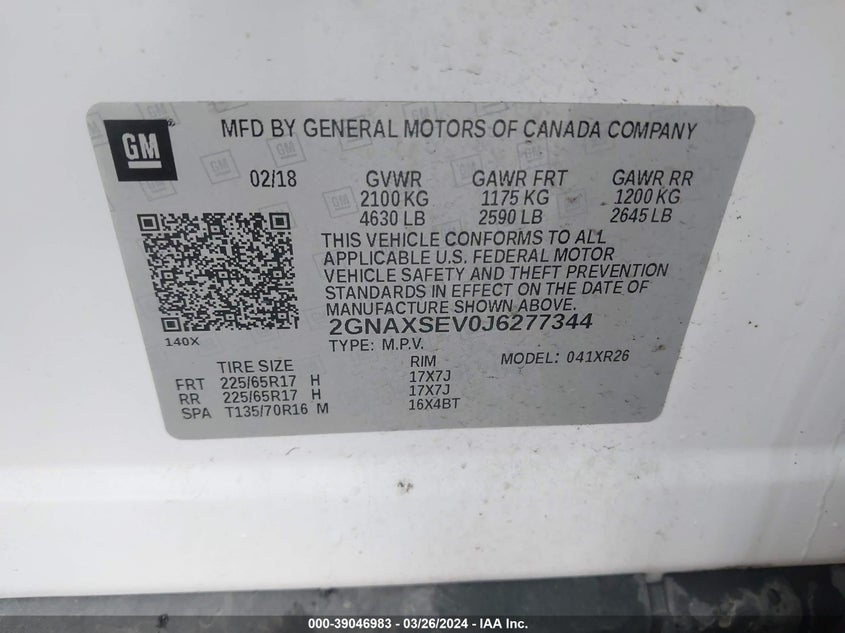 GM
MFD BY GENERAL MOTORS OF CANADA COMPANY
02/18 GVWR GAWR FRT GAWR RR
2100 KG 1175 KG 1200 KG
4630 LB 2590 LB 2645 LB
THIS VEHICLE CONFORMS TO ALL
APPLICABLE U.S. FEDERAL MOTOR
VEHICLE SAFETY AND THEFT PREVENTION
STANDARDS IN EFFECT ON THE DATE OF
MANUFACTURE SHOWN ABOVE.
2GNAXSEV0J6277344
140X
TYPE: M.P.V. MODEL: 041XR26
TIRE SIZE RIM
FRT 225/65R17 H 17X7J
RR 225/65R17 H 17X7J
SPA T135/70R16 M 16X4BT
000-39046983 - 03/26/2024 - IAA Inc.